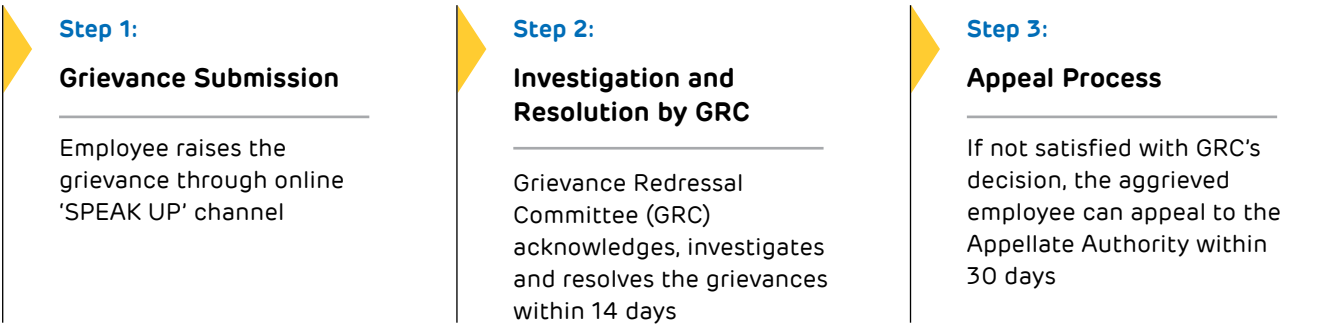 Step 1:
Grievance Submission
Employee raises the
grievance through online
‘SPEAK UP’ channel
Step 2:
Investigation and
Resolution by GRC
Grievance Redressal
Committee (GRC)
acknowledges, investigates
and resolves the grievances
within 14 days
Step 3:
Appeal Process
If not satisfied with GRC’s
decision, the aggrieved
employee can appeal to the
Appellate Authority within
30 days